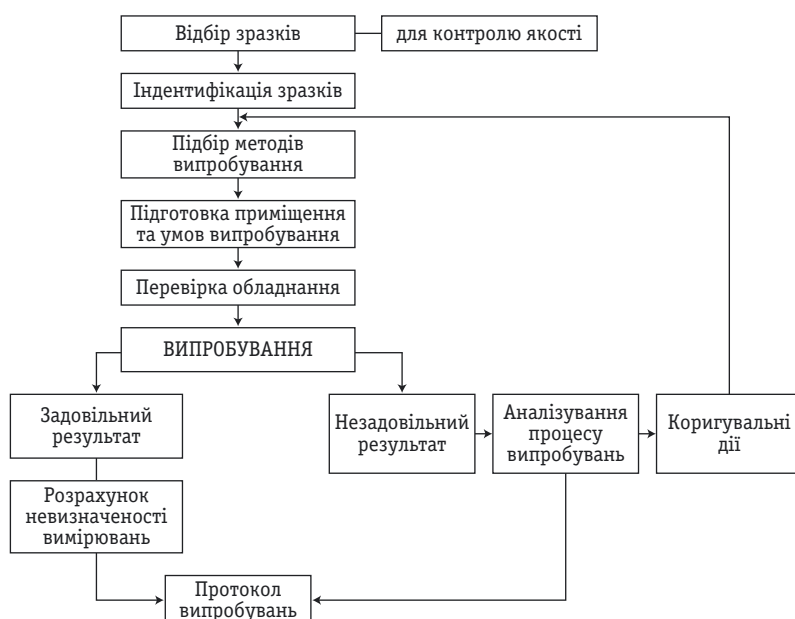 Відбір зразків
для контролю якості
Індентифікація зразків
Підбір методів
випробування
Підготовка приміщення
та умов випробування
Перевірка обладнання
ВИПРОБУВАННЯ
Задовільний
результат
Незадовільний
результат
Аналізування
процесу
випробувань
Коригувальні
дії
Розрахунок
невизначеності
вимірювань
Протокол
випробувань